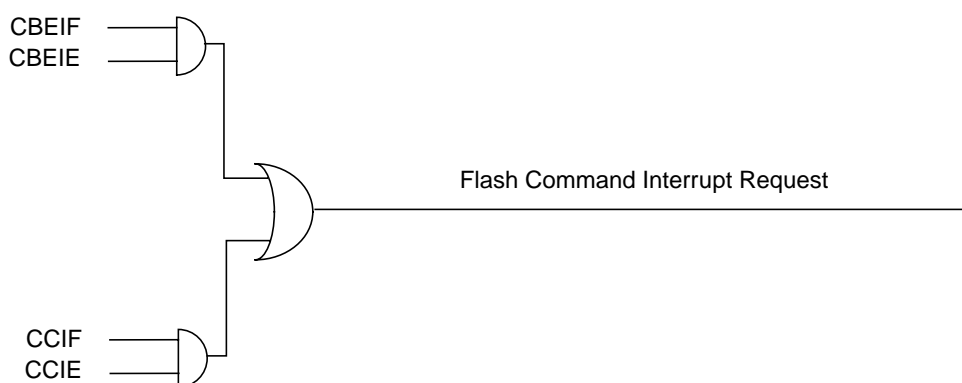 CBEIF
CBEIE
Flash Command Interrupt Request
CCIF
CCIE